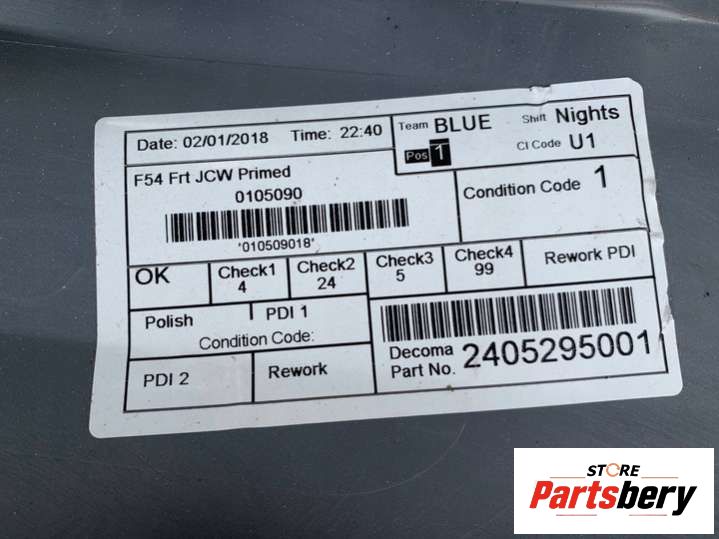 Date: 02/01/2018 Time: 22:40
Team BLUE Shift Nights
Pos 1 CI Code U1
F54 Frt JCW Primed
0105090
'010509018'
Condition Code 1
OK
Check1
4
Check2
24
Check3
5
Check4
99
Rework PDI
Polish
PDI 1
Condition Code:
PDI 2
Rework
Decoma
Part No. 2405295001
STORE
Partsbery